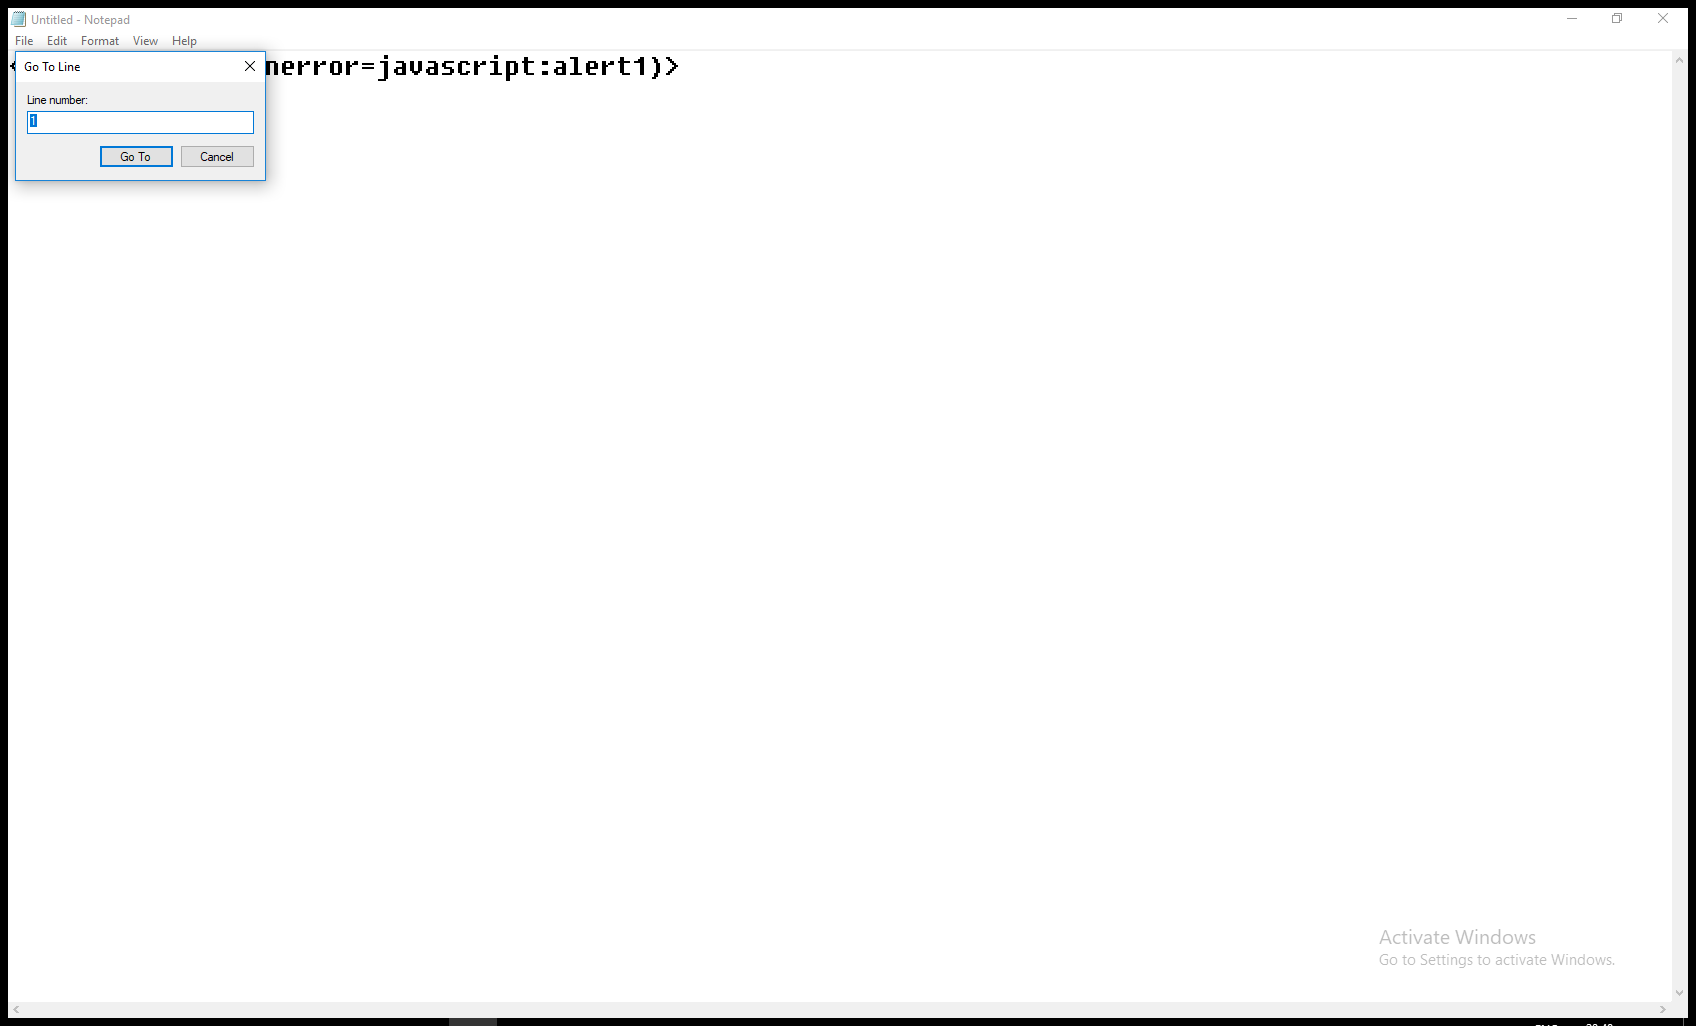 Untitled - Notepad
File Edit Format View Help
nerror=javascript:alert1)>
Go To Line
Line number:
1
Go To Cancel
Activate Windows
Go to Settings to activate Windows.